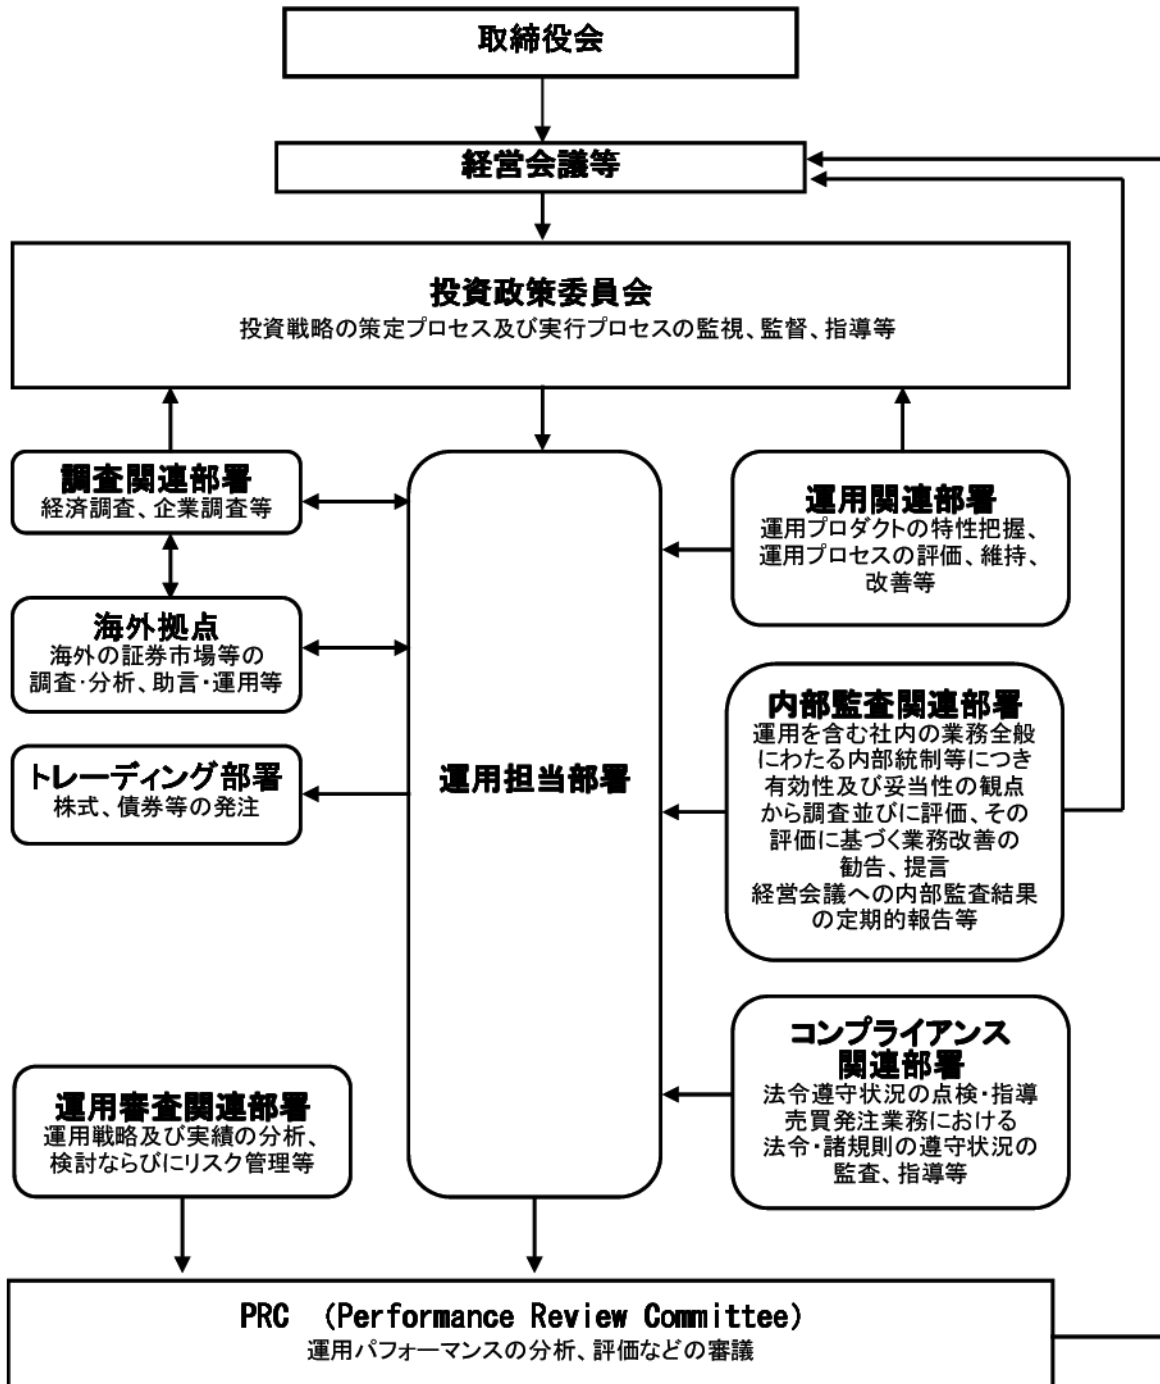 取締役会
経営会議等
投資政策委員会
投資戦略の策定プロセス及び実行プロセスの監視、監督、指導等
調査関連部署
経済調査、企業調査等
海外拠点
海外の証券市場等の
調査・分析、助言・運用等
トレーディング部署
株式、債券等の発注
運用担当部署
運用関連部署
運用プロダクトの特性把握、
運用プロセスの評価、維持、
改善等
内部監査関連部署
運用を含む社内の業務全般
にわたる内部統制等につき
有効性及び妥当性の観点
から調査並びに評価、その
評価に基づく業務改善の
勧告、提言
経営会議への内部監査結果
の定期的報告等
コンプライアンス
関連部署
法令遵守状況の点検・指導
売買発注業務における
法令・諸規則の遵守状況の
監査、指導等
運用審査関連部署
運用戦略及び実績の分析、
検討ならびにリスク管理等
PRC （Performance Review Committee）
運用パフォーマンスの分析、評価などの審議